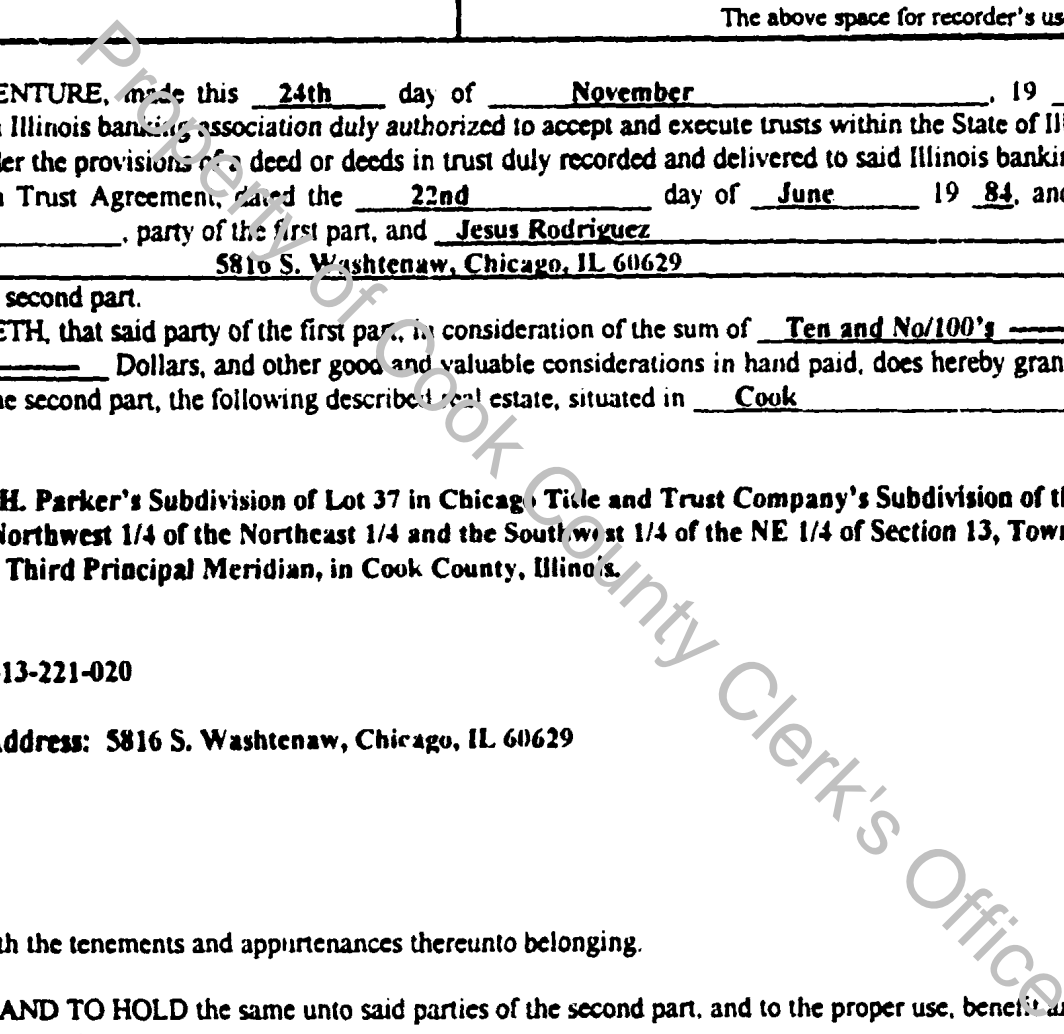 The above space for recorder's us
ENTURE, made this 24th day of November, 19
Illinois banking association duly authorized to accept and execute trusts within the State of Il
er the provisions of a deed or deeds in trust duly recorded and delivered to said Illinois banki
Trust Agreement, dated the 22nd day of June 19 84, and
, party of the first part, and Jesus Rodriguez
5816 S. Washtenaw, Chicago, IL 60629
second part.
ETH, that said party of the first part, in consideration of the sum of Ten and No/100's
Dollars, and other good and valuable considerations in hand paid, does hereby gran
e second part, the following described real estate, situated in Cook
H. Parker's Subdivision of Lot 37 in Chicago Title and Trust Company's Subdivision of t
Northwest 1/4 of the Northeast 1/4 and the Southwest 1/4 of the NE 1/4 of Section 13, Tow
Third Principal Meridian, in Cook County, Illinois.
-13-221-020
Address: 5816 S. Washtenaw, Chicago, IL 60629
th the tenements and appurtenances thereunto belonging.
AND TO HOLD the same unto said parties of the second part, and to the proper use, benefit a
Property of Cook County Clerk's Office